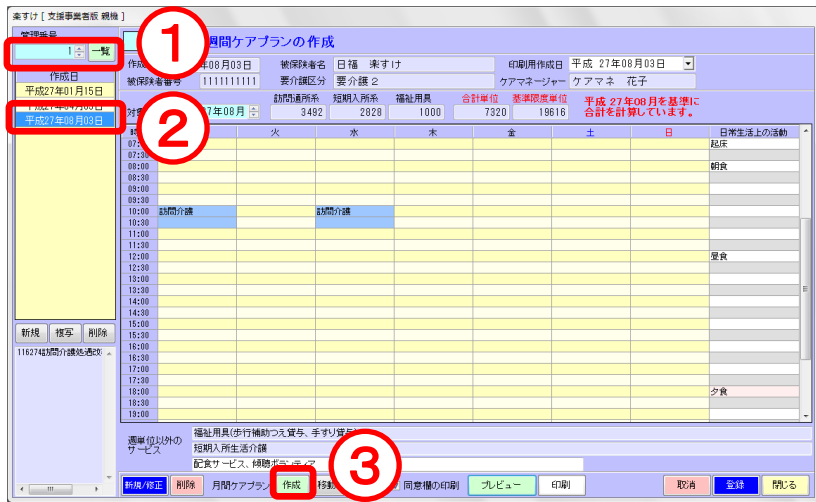 楽すけ [ 支援事業者版 親機 ]
管理番号
1 一覧
作成日
平成27年01月15日
平成27年04月03日
平成27年08月03日
新規 複写 削除
116274訪問介護処遇改
①
②
③
週間ケアプランの作成
年08月03日 被保険者名 日福 楽すけ 印刷用作成日 平成 27年08月03日
被保険者番号 1111111111 要介護区分 要介護2 ケアマネージャー ケアマネ 花子
訪問通所系 短期入所系 福祉用具 合計単位 基準限度単位
7年08月 3492 2828 1000 7320 19616
平成 27年08月を基準に
合計を計算しています。
火 水 木 金 土 日 日常生活上の活動
07:00 起床
07:30
08:00 朝食
08:30
09:00
09:30
10:00 訪問介護 訪問介護
10:30
11:00
11:30
12:00 昼食
12:30
13:00
13:30
14:00
14:30
15:00
15:30
16:00
16:30
17:00
17:30
18:00 夕食
18:30
19:00
週単位以外の
サービス
福祉用具(歩行補助つえ貸与、手すり貸与)
短期入所生活介護
配食サービス、傾聴ボランティア
新規/修正 削除 月間ケアプラン 作成 移動 同意欄の印刷 プレビュー 印刷 取消 登録 閉じる